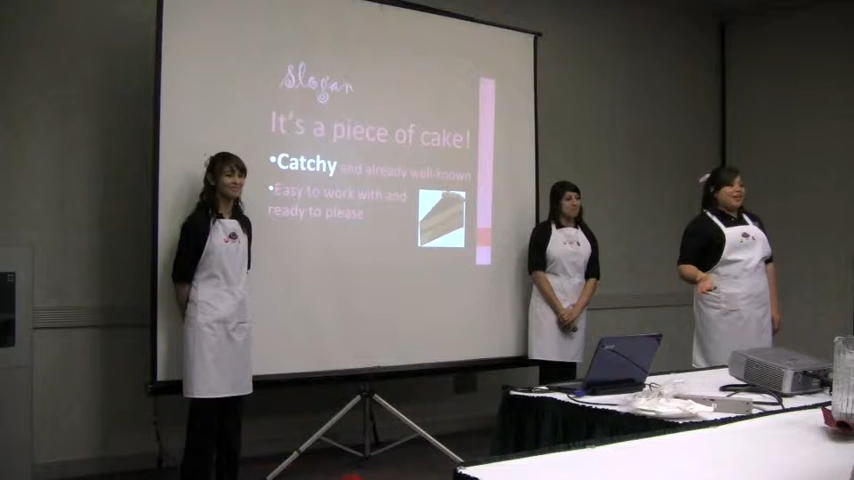 slogan
It's a piece of cake!
•Catchy and already well-known
•Easy to work with and
ready to please